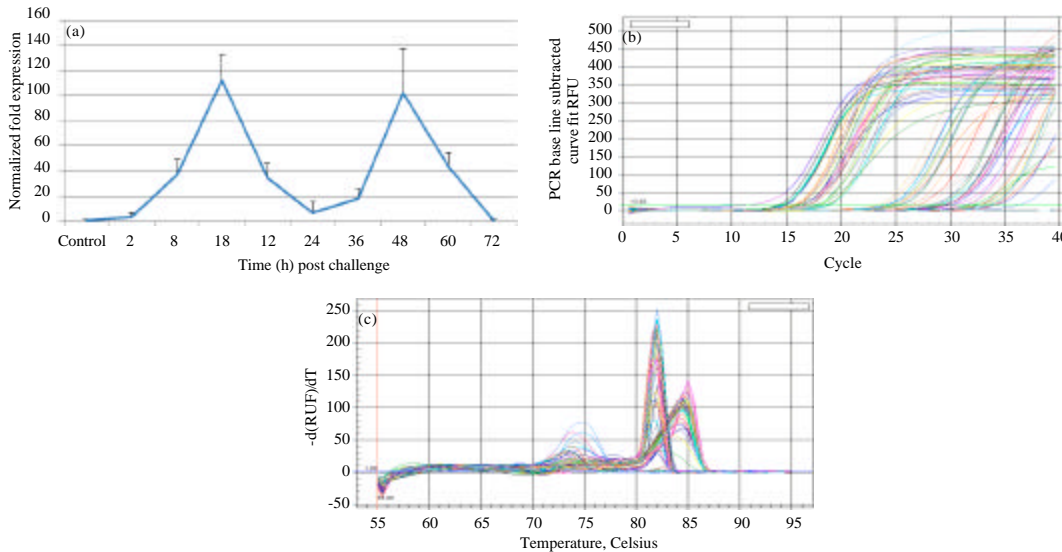 160
140
120
100
80
60
40
20
0
(a)
Normalized fold expression
Control 2 8 18 12 24 36 48 60 72
Time (h) post challenge
500
450
400
350
300
250
200
150
100
50
0
(b)
PCR base line subtracted
curve fit RFU
0 5 10 15 20 25 30 35 40
Cycle
250
200
150
100
50
0
-50
(c)
-d(RUF)/dT
55 60 65 70 75 80 85 90 95
Temperature, Celsius